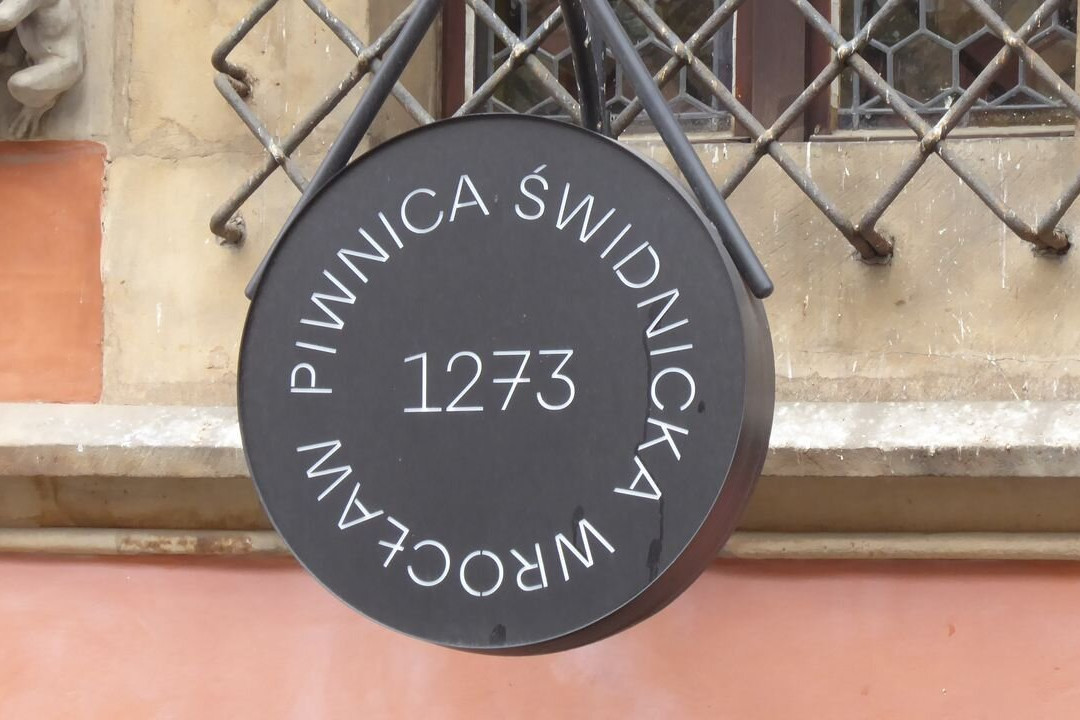 PIWNICA ŚWIDNICKA WROCŁAW
1273